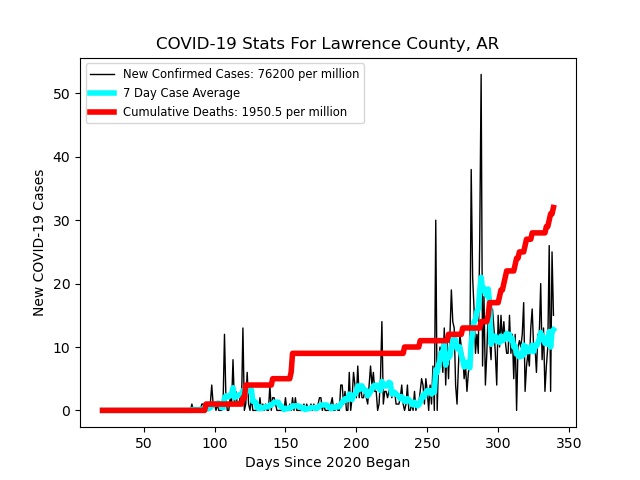 COVID-19 Stats For Lawrence County, AR
New Confirmed Cases: 76200 per million
7 Day Case Average
Cumulative Deaths: 1950.5 per million
New COVID-19 Cases
50
40
30
20
10
0
50 100 150 200 250 300 350
Days Since 2020 Began